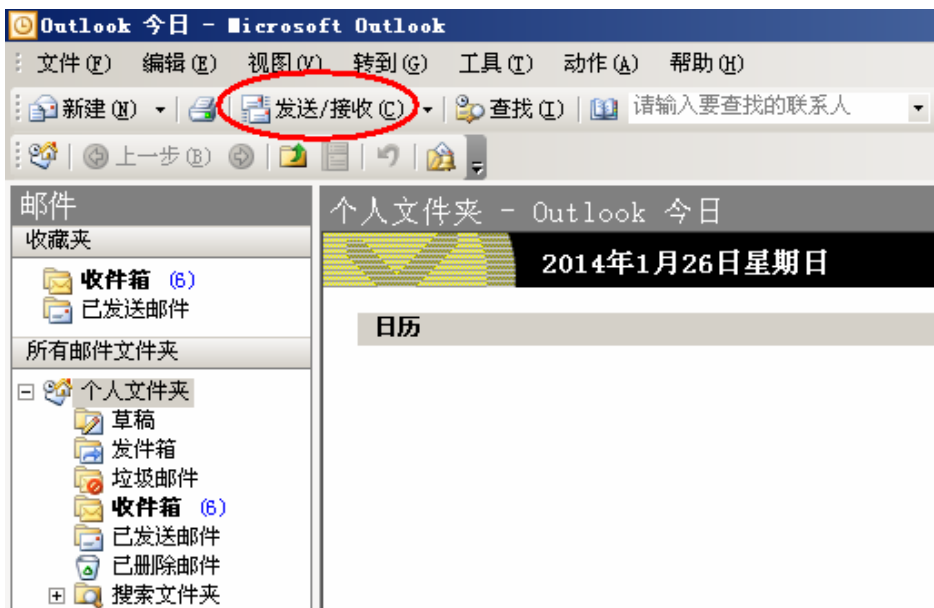 Outlook 今日 - Microsoft Outlook
文件(F) 编辑(E) 视图(V) 转到(G) 工具(T) 动作(A) 帮助(H)
新建(N) 发送/接收(C) 查找(I) 请输入要查找的联系人
上一步(B)
邮件
收藏夹
收件箱 (6)
已发送邮件
所有邮件文件夹
个人文件夹
草稿
发件箱
垃圾邮件
收件箱 (6)
已发送邮件
已删除邮件
搜索文件夹
个人文件夹 - Outlook 今日
2014年1月26日星期日
日历